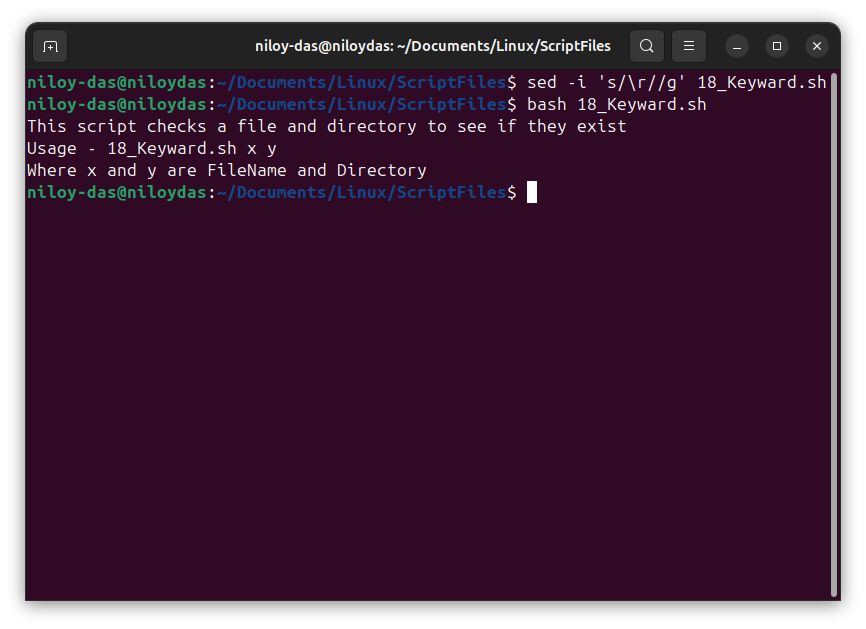 niloy-das@niloydas: ~/Documents/Linux/ScriptFiles
niloy-das@niloydas:~/Documents/Linux/ScriptFiles$ sed -i 's/\r//g' 18_Keyward.sh
niloy-das@niloydas:~/Documents/Linux/ScriptFiles$ bash 18_Keyward.sh
This script checks a file and directory to see if they exist
Usage - 18_Keyward.sh x y
Where x and y are FileName and Directory
niloy-das@niloydas:~/Documents/Linux/ScriptFiles$